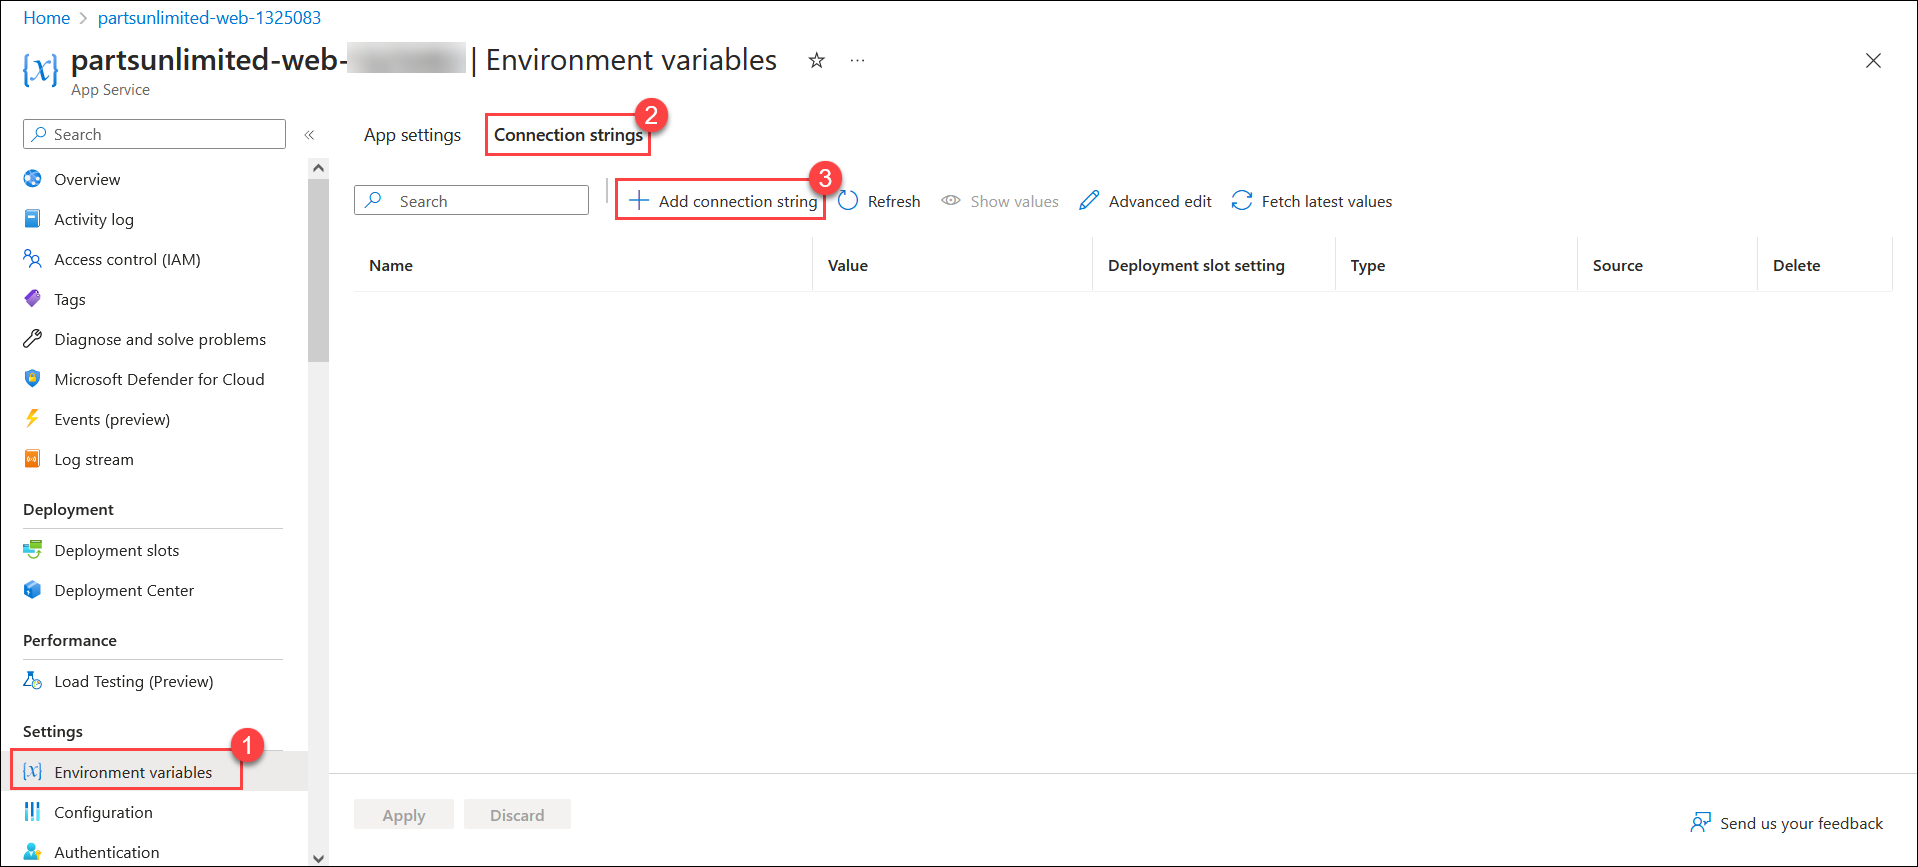 Home > partsunlimited-web-1325083
partsunlimited-web- | Environment variables
App Service
Search
Overview
Activity log
Access control (IAM)
Tags
Diagnose and solve problems
Microsoft Defender for Cloud
Events (preview)
Log stream
Deployment
Deployment slots
Deployment Center
Performance
Load Testing (Preview)
Settings
1
Environment variables
Configuration
Authentication
App settings Connection strings 2
Search
Add connection string 3 Refresh Show values Advanced edit Fetch latest values
Name Value Deployment slot setting Type Source Delete
Apply Discard
Send us your feedback